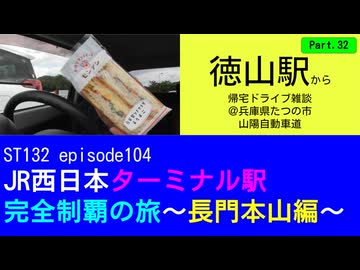 Part.32
徳山駅から
帰宅ドライブ雑談
@兵庫県たつの市
山陽自動車道
ST132 episode104
JR西日本ターミナル駅
完全制覇の旅～長門本山編～